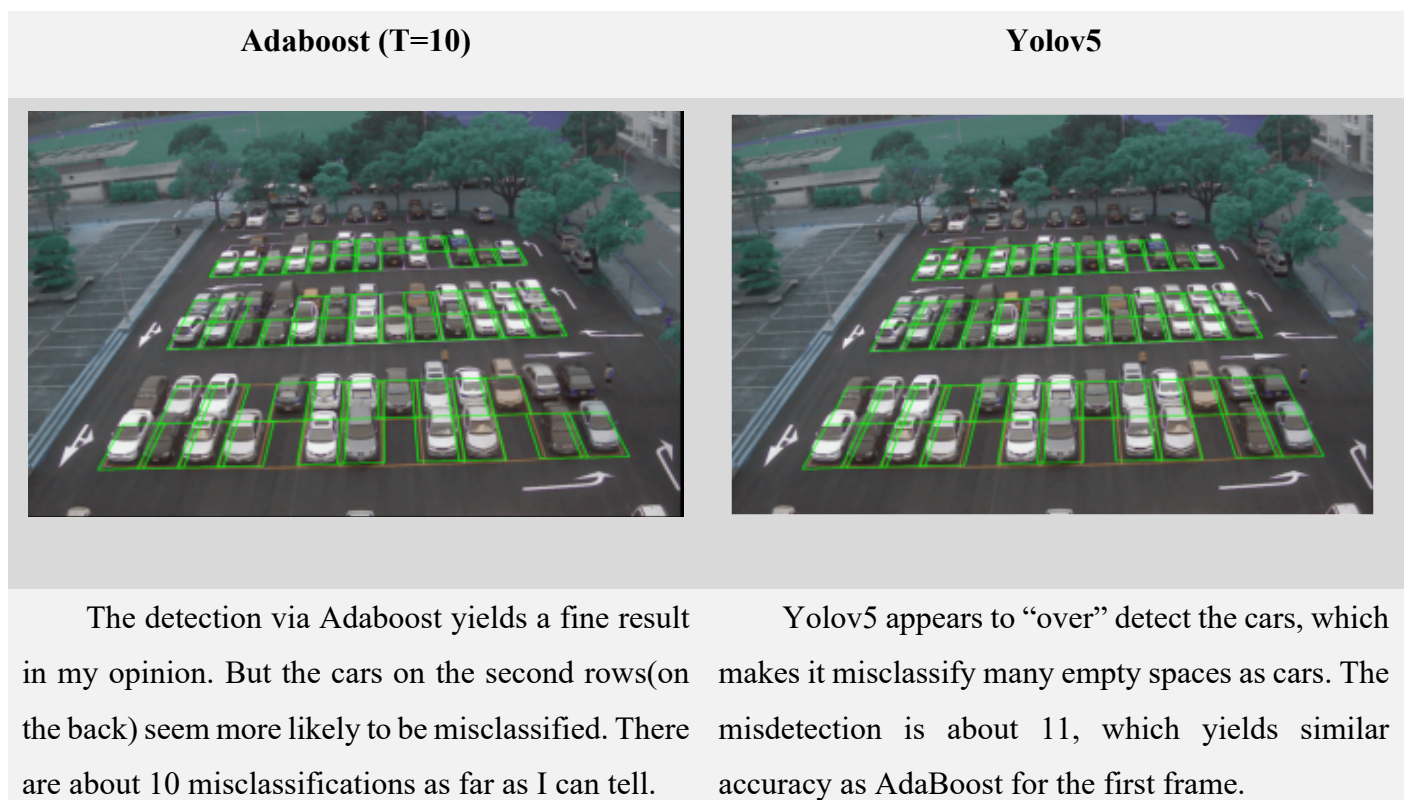 Adaboost (T=10)
Yolov5
The detection via Adaboost yields a fine result
in my opinion. But the cars on the second rows(on
the back) seem more likely to be misclassified. There
are about 10 misclassifications as far as I can tell.
Yolov5 appears to “over” detect the cars, which
makes it misclassify many empty spaces as cars. The
misdetection is about 11, which yields similar
accuracy as AdaBoost for the first frame.